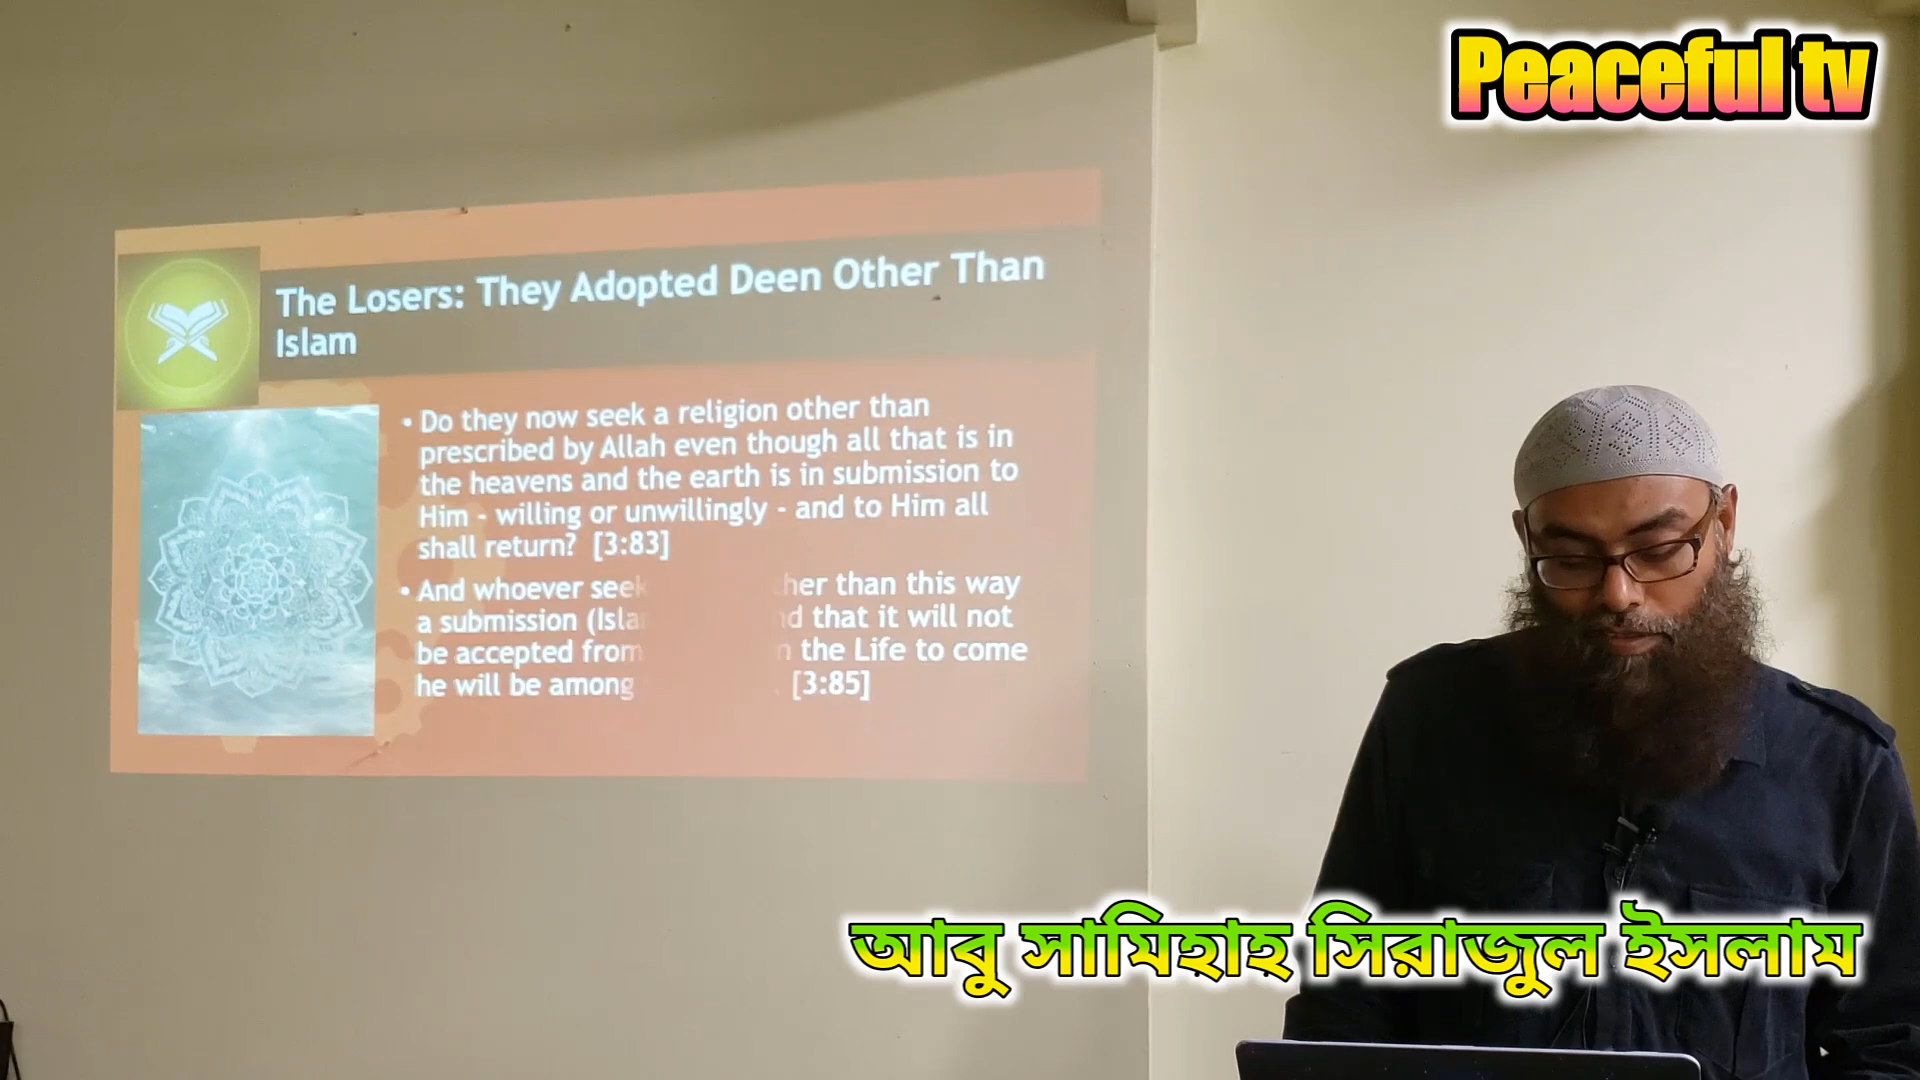 Peaceful tv
The Losers: They Adopted Deen Other Than
Islam
• Do they now seek a religion other than
prescribed by Allah even though all that is in
the heavens and the earth is in submission to
Him - willing or unwillingly - and to Him all
shall return? [3:83]
• And whoever seek her than this way
a submission (Isla d that it will not
be accepted from n the Life to come
he will be among . [3:85]
আবু সামিহাহ সিরাজুল ইসলাম